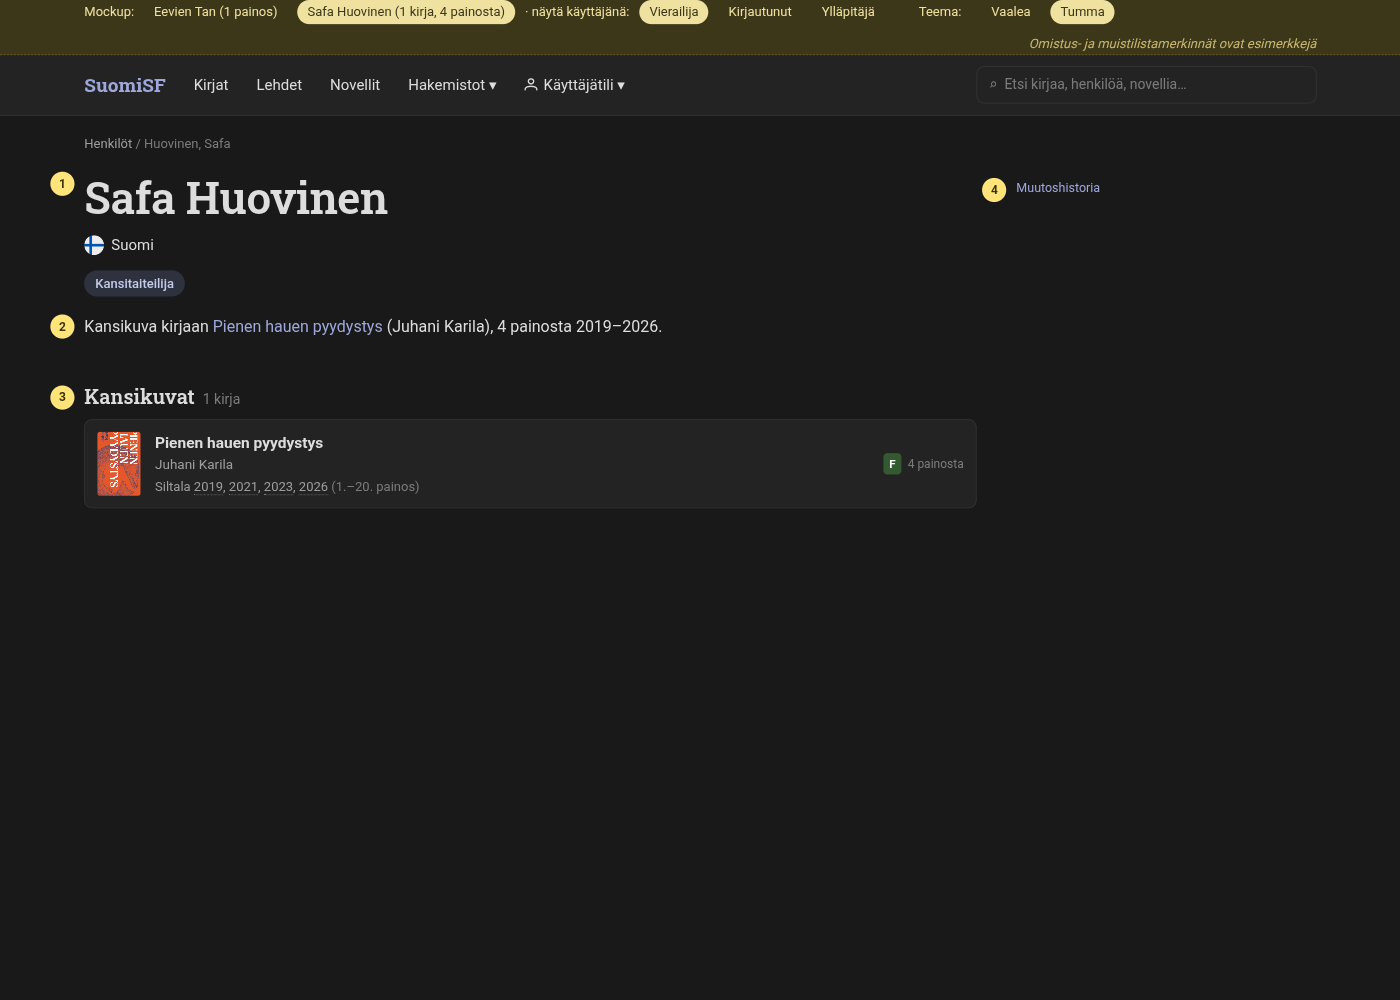 Mockup: Eevien Tan (1 painos) Safa Huovinen (1 kirja, 4 painosta) · näytä käyttäjänä: Vierailija Kirjautunut Ylläpitäjä Teema: Vaalea Tumma
Omistus- ja muistilistamerkinnät ovat esimerkkejä
SuomiSF Kirjat Lehdet Novellit Hakemistot ▾ Käyttäjätili ▾ Etsi kirjaa, henkilöä, novellia…
Henkilöt / Huovinen, Safa
1 Safa Huovinen
4 Muutoshistoria
Suomi
Kansitaiteilija
2 Kansikuva kirjaan Pienen hauen pyydystys (Juhani Karila), 4 painosta 2019–2026.
3 Kansikuvat 1 kirja
PIENEN
HAUEN
PYYDYSTYS
Pienen hauen pyydystys
Juhani Karila
F 4 painosta
Siltala 2019, 2021, 2023, 2026 (1.–20. painos)